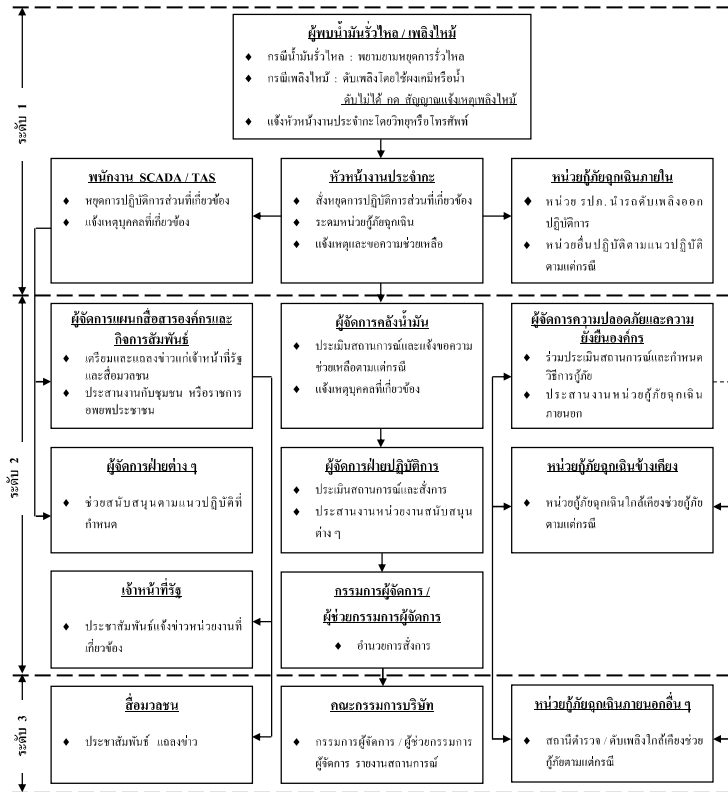 ผู้พบน้ำมันรั่วไหล / เพลิงไหม้
♦ กรณีน้ำมันรั่วไหล : พยายามหยุดการรั่วไหล
♦ กรณีเพลิงไหม้ : ดับเพลิงโดยใช้ผงเคมีหรือน้ำ
ดับไม่ได้ กด สัญญาณแจ้งเหตุเพลิงไหม้
♦ แจ้งหัวหน้างานประจำกะโดยวิทยุหรือโทรศัพท์
ระดับ 1
พนักงาน SCADA / TAS
♦ หยุดการปฏิบัติการส่วนที่เกี่ยวข้อง
♦ แจ้งเหตุบุคคลที่เกี่ยวข้อง
หัวหน้างานประจำกะ
♦ สั่งหยุดการปฏิบัติการส่วนที่เกี่ยวข้อง
♦ ระดมหน่วยกู้ภัยฉุกเฉิน
♦ แจ้งเหตุและขอความช่วยเหลือ
หน่วยกู้ภัยฉุกเฉินภายใน
♦ หน่วย รปภ. นำรถดับเพลิงออก
ปฏิบัติการ
♦ หน่วยอื่นปฏิบัติตามแนวปฏิบัติ
ตามแต่กรณี
ผู้จัดการแผนกสื่อสารองค์กรและ
กิจการสัมพันธ์
♦ เตรียมและแถลงข่าวแก่เจ้าหน้าที่รัฐ
และสื่อมวลชน
♦ ประสานงานกับชุมชน หรือราชการ
อพยพประชาชน
ผู้จัดการคลังน้ำมัน
♦ ประเมินสถานการณ์และแจ้งขอความ
ช่วยเหลือตามแต่กรณี
♦ แจ้งเหตุบุคคลที่เกี่ยวข้อง
ผู้จัดการความปลอดภัยและความ
ยั่งยืนองค์กร
♦ ร่วมประเมินสถานการณ์และกำหนด
วิธีการกู้ภัย
♦ ประสานงานหน่วยกู้ภัยฉุกเฉิน
ภายนอก
ระดับ 2
ผู้จัดการฝ่ายต่าง ๆ
♦ ช่วยสนับสนุนตามแนวปฏิบัติที่
กำหนด
ผู้จัดการฝ่ายปฏิบัติการ
♦ ประเมินสถานการณ์และสั่งการ
♦ ประสานงานหน่วยงานสนับสนุน
ต่าง ๆ
หน่วยกู้ภัยฉุกเฉินข้างเคียง
♦ หน่วยกู้ภัยฉุกเฉินใกล้เคียงช่วยกู้ภัย
ตามแต่กรณี
เจ้าหน้าที่รัฐ
♦ ประชาสัมพันธ์แจ้งข่าวหน่วยงานที่
เกี่ยวข้อง
กรรมการผู้จัดการ /
ผู้ช่วยกรรมการผู้จัดการ
♦ อำนวยการสั่งการ
ระดับ 3
สื่อมวลชน
♦ ประชาสัมพันธ์ แถลงข่าว
คณะกรรมการบริษัท
♦ กรรมการผู้จัดการ / ผู้ช่วยกรรมการ
ผู้จัดการ รายงานสถานการณ์
หน่วยกู้ภัยฉุกเฉินภายนอกอื่น ๆ
♦ สถานีตำรวจ / ดับเพลิงใกล้เคียงช่วย
กู้ภัยตามแต่กรณี